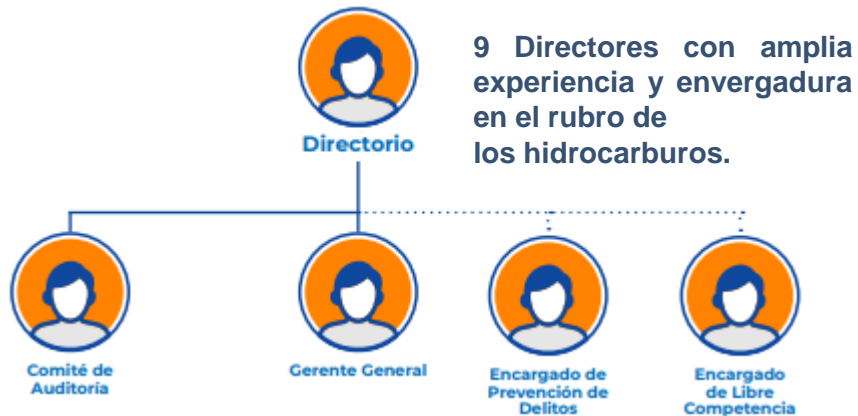 9 Directores con amplia
experiencia y envergadura
en el rubro de
los hidrocarburos.
Directorio
Comité de
Auditoría
Gerente General
Encargado de
Prevención de
Delitos
Encargado
de Libre
Competencia